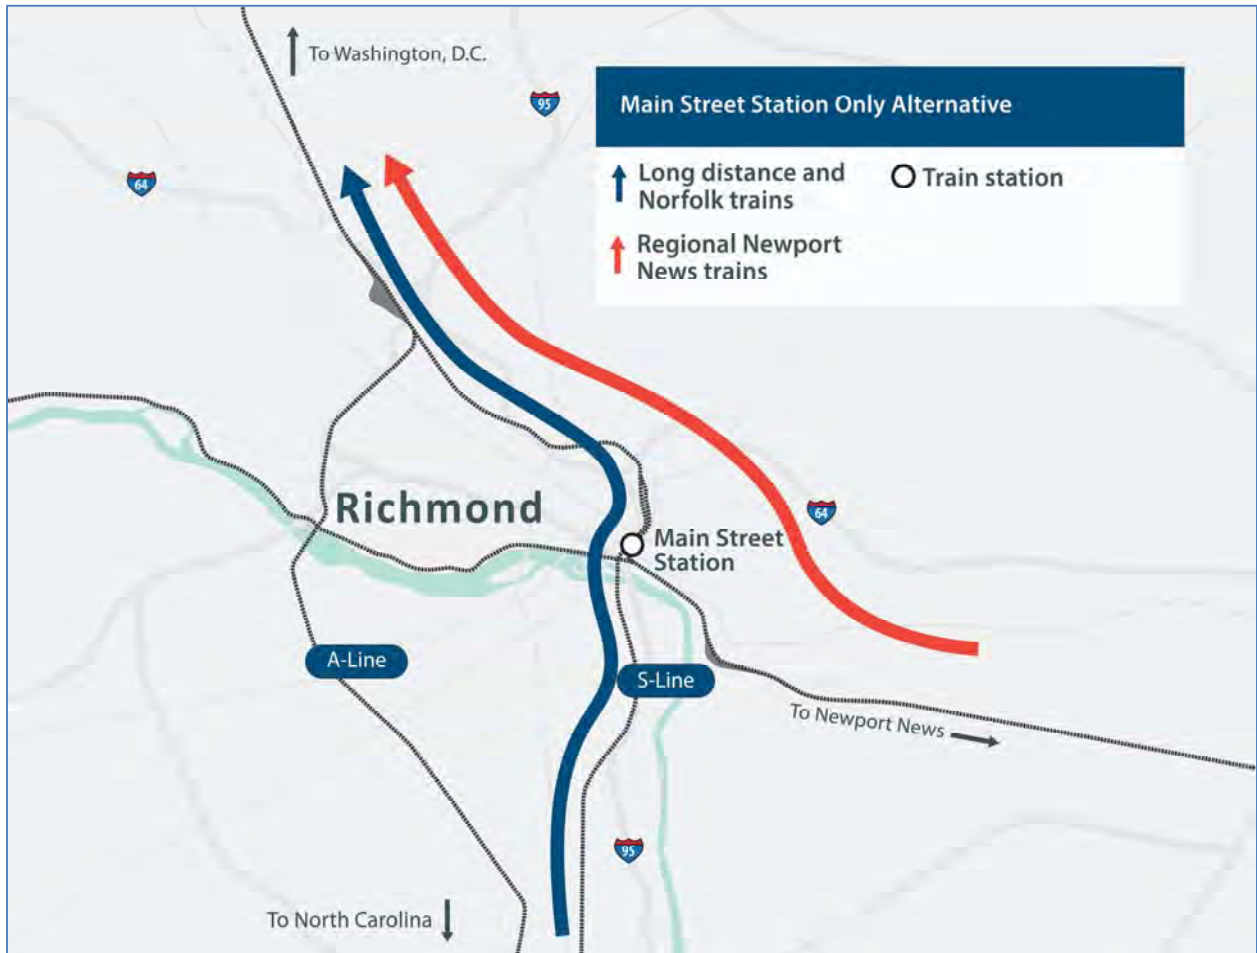 To Washington, D.C.
95
Main Street Station Only Alternative
64
Long distance and
Norfolk trains
Train station
Regional Newport
News trains
Richmond
64
Main Street
Station
A-Line
S-Line
To Newport News
95
To North Carolina